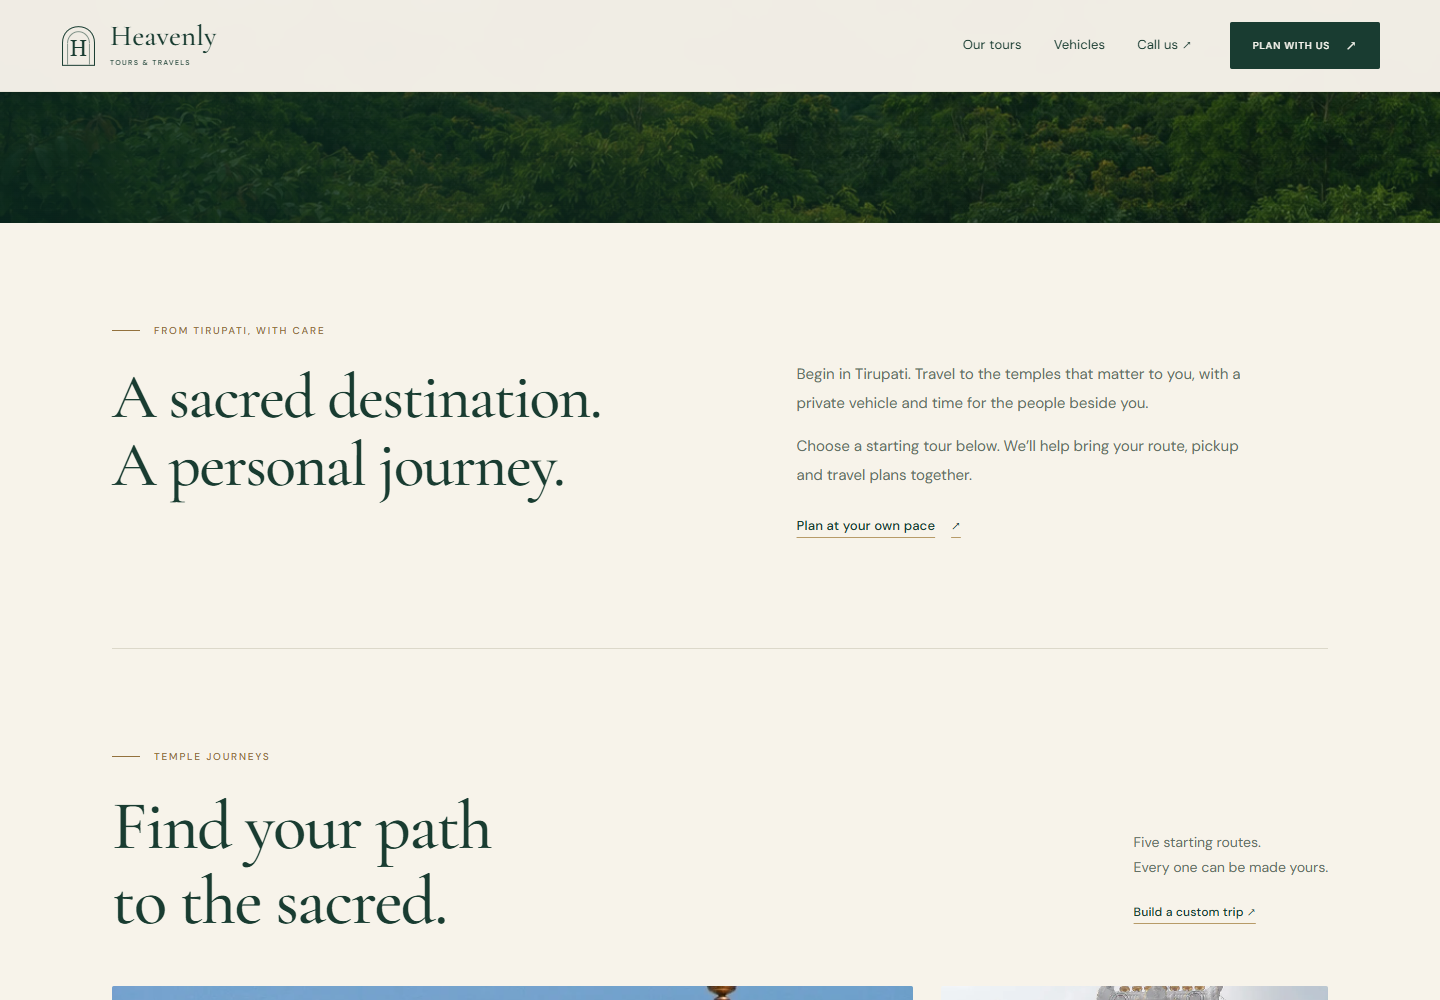 H
Heavenly
TOURS & TRAVELS
Our tours
Vehicles
Call us ↗
PLAN WITH US ↗
FROM TIRUPATI, WITH CARE
A sacred destination.
A personal journey.
Begin in Tirupati. Travel to the temples that matter to you, with a
private vehicle and time for the people beside you.
Choose a starting tour below. We’ll help bring your route, pickup
and travel plans together.
Plan at your own pace ↗
TEMPLE JOURNEYS
Find your path
to the sacred.
Five starting routes.
Every one can be made yours.
Build a custom trip ↗